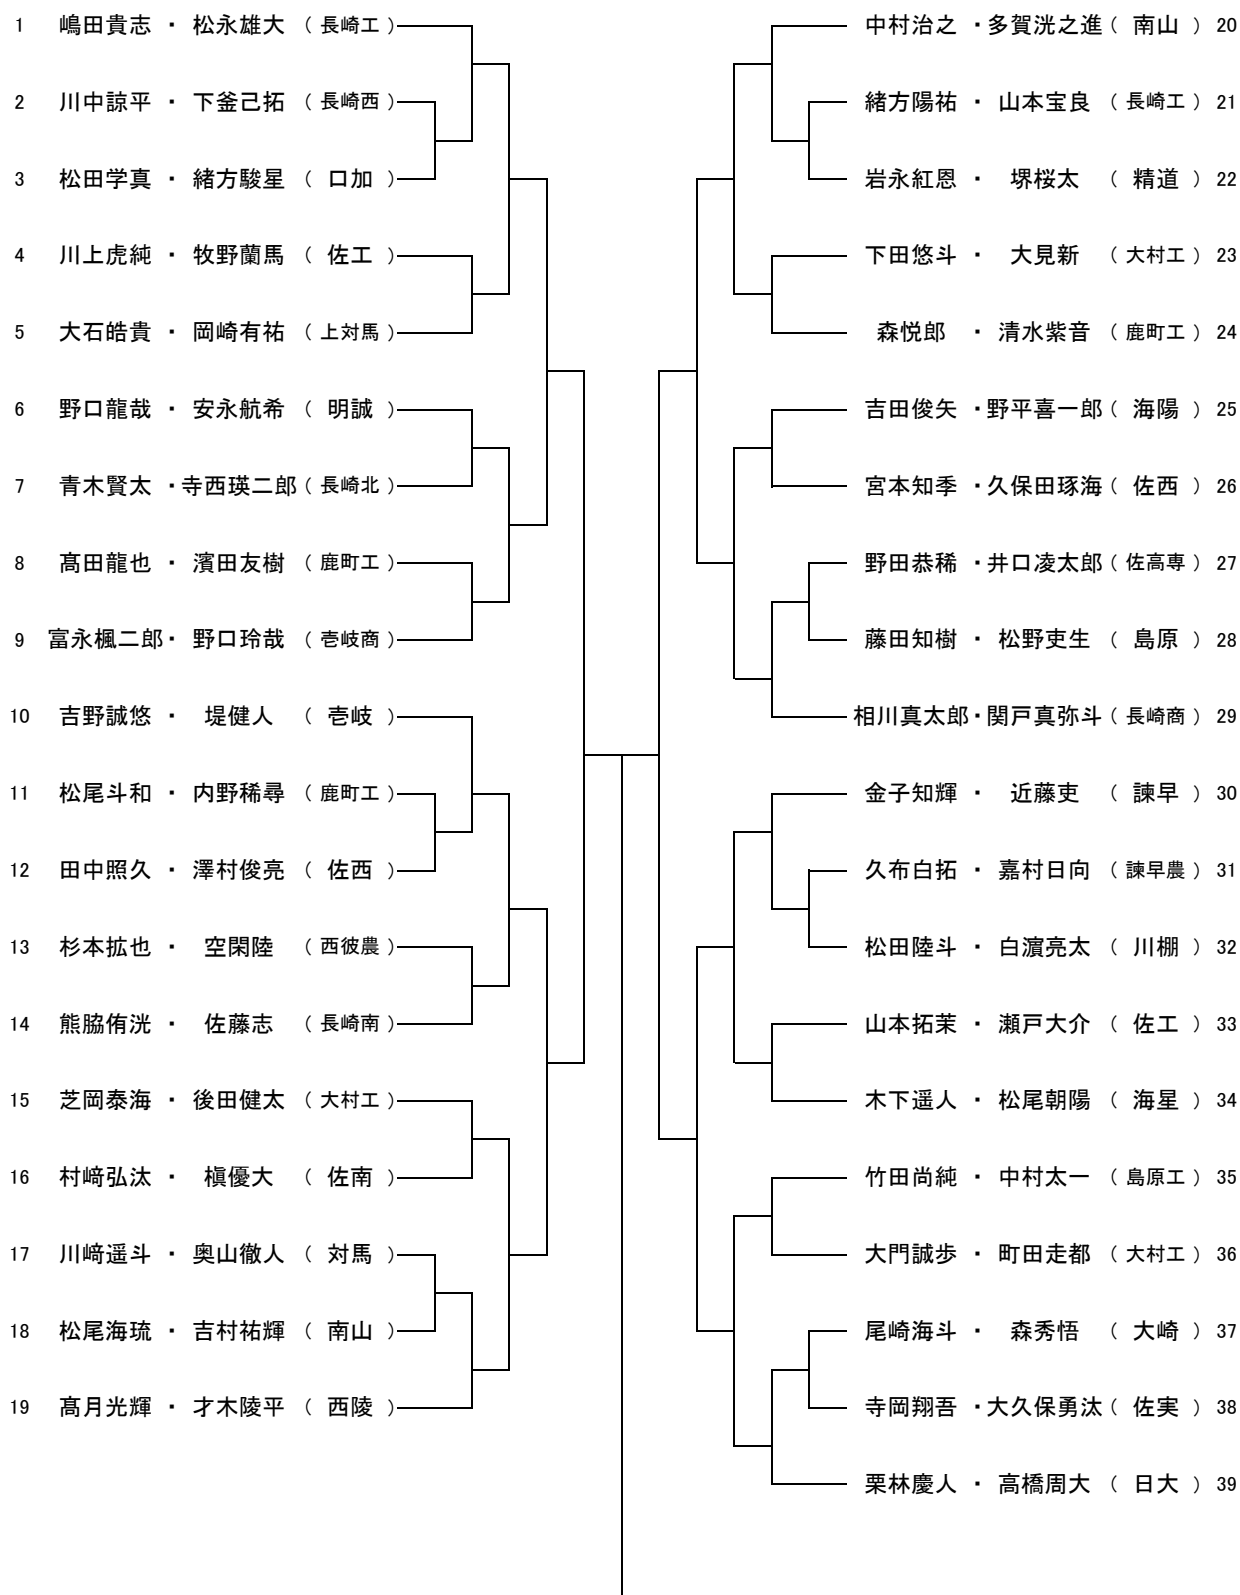 1 嶋田貴志 ・ 松永雄大 （ 長崎工 ）
2 川中諒平 ・ 下釜己拓 （ 長崎西 ）
3 松田学真 ・ 緒方駿星 （ 口加 ）
4 川上虎純 ・ 牧野蘭馬 （ 佐工 ）
5 大石皓貴 ・ 岡崎有祐 （ 上対馬 ）
6 野口龍哉 ・ 安永航希 （ 明誠 ）
7 青木賢太 ・ 寺西瑛二郎 （ 長崎北 ）
8 髙田龍也 ・ 濱田友樹 （ 鹿町工 ）
9 富永楓二郎 ・ 野口玲哉 （ 壱岐商 ）
10 吉野誠悠 ・ 堤健人 （ 壱岐 ）
11 松尾斗和 ・ 内野稀尋 （ 鹿町工 ）
12 田中照久 ・ 澤村俊亮 （ 佐西 ）
13 杉本拡也 ・ 空閑陸 （ 西彼農 ）
14 熊脇侑洸 ・ 佐藤志 （ 長崎南 ）
15 芝岡泰海 ・ 後田健太 （ 大村工 ）
16 村﨑弘汰 ・ 槇優大 （ 佐南 ）
17 川﨑遥斗 ・ 奥山徹人 （ 対馬 ）
18 松尾海琉 ・ 吉村祐輝 （ 南山 ）
19 髙月光輝 ・ 才木陵平 （ 西陵 ）
中村治之 ・ 多賀洸之進 （ 南山 ） 20
緒方陽祐 ・ 山本宝良 （ 長崎工 ） 21
岩永紅恩 ・ 堺桜太 （ 精道 ） 22
下田悠斗 ・ 大見新 （ 大村工 ） 23
森悦郎 ・ 清水紫音 （ 鹿町工 ） 24
吉田俊矢 ・ 野平喜一郎 （ 海陽 ） 25
宮本知季 ・ 久保田琢海 （ 佐西 ） 26
野田恭稀 ・ 井口凌太郎 （ 佐高専 ） 27
藤田知樹 ・ 松野吏生 （ 島原 ） 28
相川真太郎 ・ 関戸真弥斗 （ 長崎商 ） 29
金子知輝 ・ 近藤吏 （ 諫早 ） 30
久布白拓 ・ 嘉村日向 （ 諫早農 ） 31
松田陸斗 ・ 白濵亮太 （ 川棚 ） 32
山本拓茉 ・ 瀬戸大介 （ 佐工 ） 33
木下遥人 ・ 松尾朝陽 （ 海星 ） 34
竹田尚純 ・ 中村太一 （ 島原工 ） 35
大門誠歩 ・ 町田走都 （ 大村工 ） 36
尾崎海斗 ・ 森秀悟 （ 大崎 ） 37
寺岡翔吾 ・ 大久保勇汰 （ 佐実 ） 38
栗林慶人 ・ 高橋周大 （ 日大 ） 39